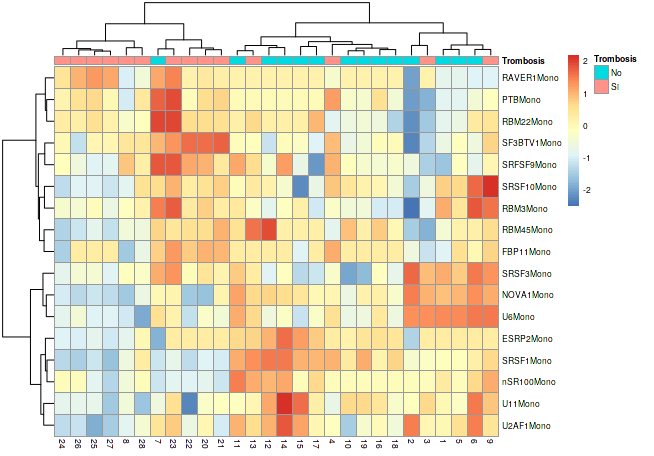 Trombosis
RAVER1Mono
PTBMono
RBM22Mono
SF3BTV1Mono
SRFSF9Mono
SRSF10Mono
RBM3Mono
RBM45Mono
FBP11Mono
SRSF3Mono
NOVA1Mono
U6Mono
ESRP2Mono
SRSF1Mono
nSR100Mono
U11Mono
U2AF1Mono
24 26 25 27 8 28 7 23 22 20 21 11 13 12 14 15 17 4 10 19 16 18 2 3 1 5 6 9
2
1
0
-1
-2
Trombosis
No
SI